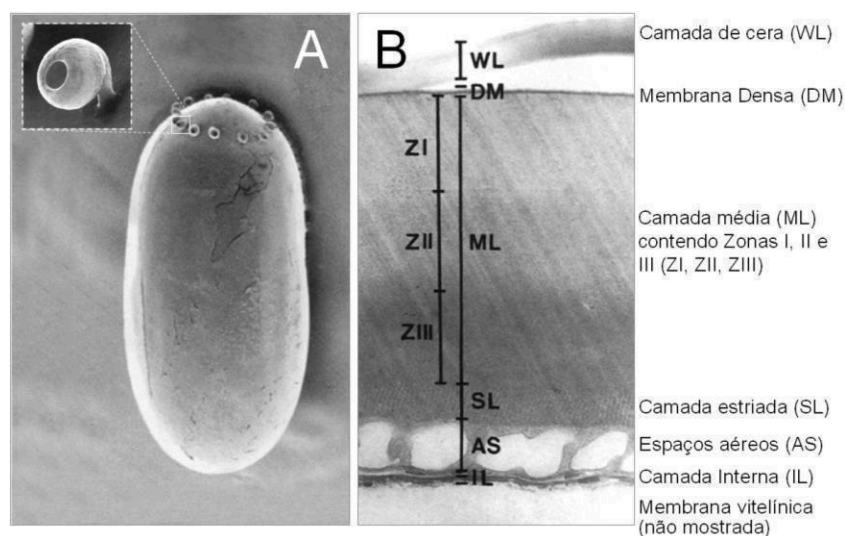 A
B
WL
DM
ZI
ZII
ML
ZIII
SL
AS
IL
Camada de cera (WL)
Membrana Densa (DM)
Camada média (ML)
contendo Zonas I, II e
III (ZI, ZII, ZIII)
Camada estriada (SL)
Espaços aéreos (AS)
Camada Interna (IL)
Membrana vitelínica
(não mostrada)